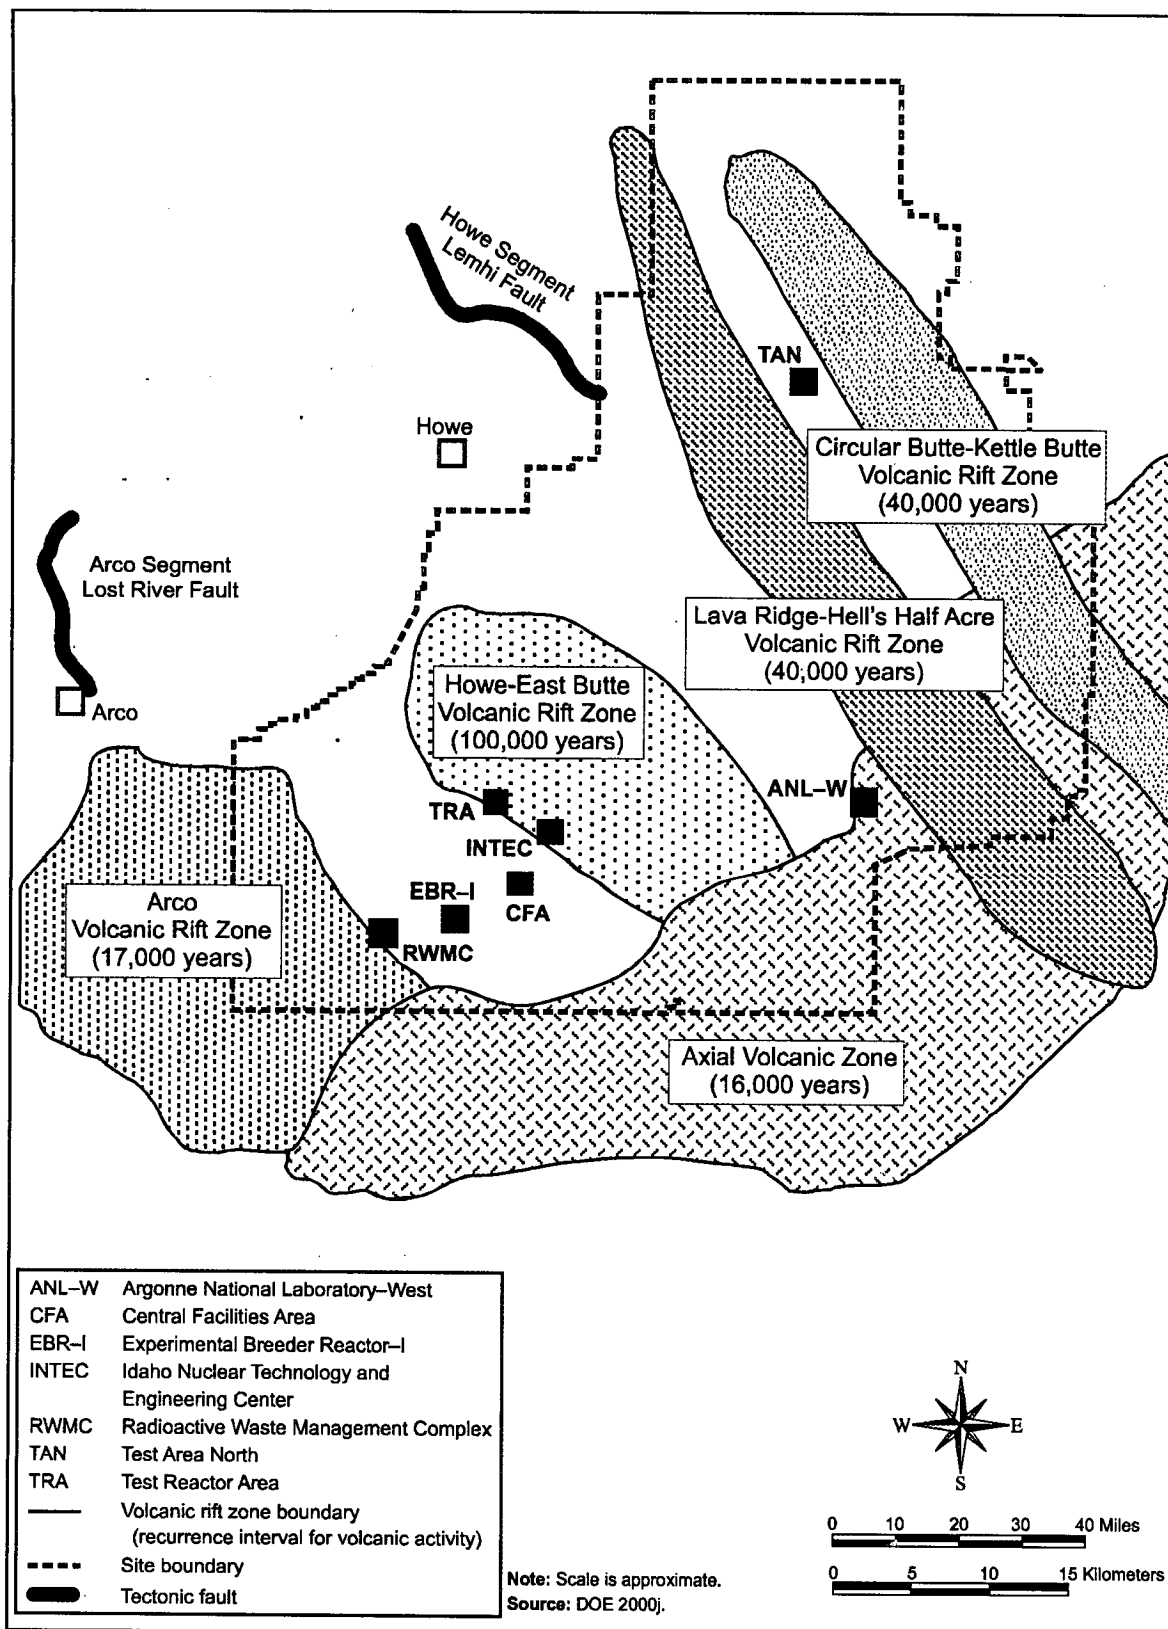 Howe Segment
Lemhi Fault
TAN
Howe
Circular Butte-Kettle Butte
Volcanic Rift Zone
(40,000 years)
Arco Segment
Lost River Fault
Lava Ridge-Hell's Half Acre
Volcanic Rift Zone
(40,000 years)
Howe-East Butte
Volcanic Rift Zone
(100,000 years)
Arco
ANL–W
TRA
INTEC
EBR–I
CFA
Arco
Volcanic Rift Zone
(17,000 years)
RWMC
Axial Volcanic Zone
(16,000 years)
ANL–W Argonne National Laboratory–West
CFA Central Facilities Area
EBR–I Experimental Breeder Reactor–I
INTEC Idaho Nuclear Technology and
Engineering Center
RWMC Radioactive Waste Management Complex
TAN Test Area North
TRA Test Reactor Area
Volcanic rift zone boundary
(recurrence interval for volcanic activity)
Site boundary
Tectonic fault
Note: Scale is approximate.
Source: DOE 2000j.
N
W E
S
0 10 20 30 40 Miles
0 5 10 15 Kilometers